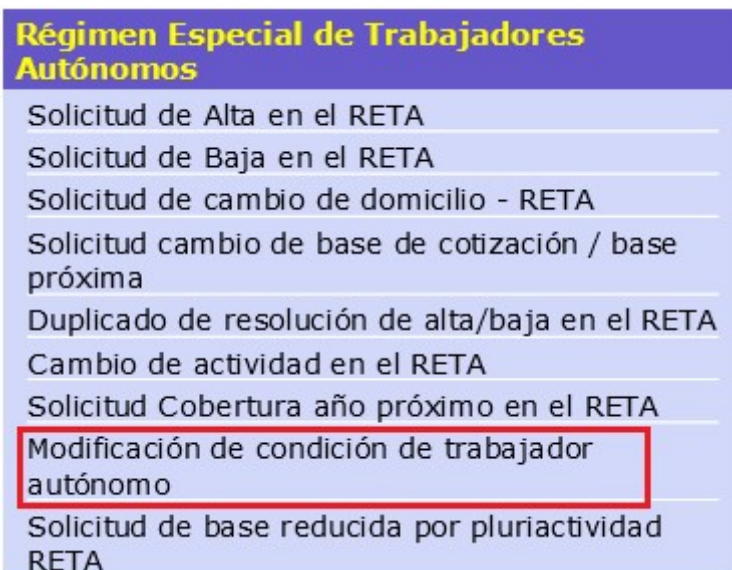 Régimen Especial de Trabajadores
Autónomos
Solicitud de Alta en el RETA
Solicitud de Baja en el RETA
Solicitud de cambio de domicilio - RETA
Solicitud cambio de base de cotización / base
próxima
Duplicado de resolución de alta/baja en el RETA
Cambio de actividad en el RETA
Solicitud Cobertura año próximo en el RETA
Modificación de condición de trabajador
autónomo
Solicitud de base reducida por pluriactividad
RETA